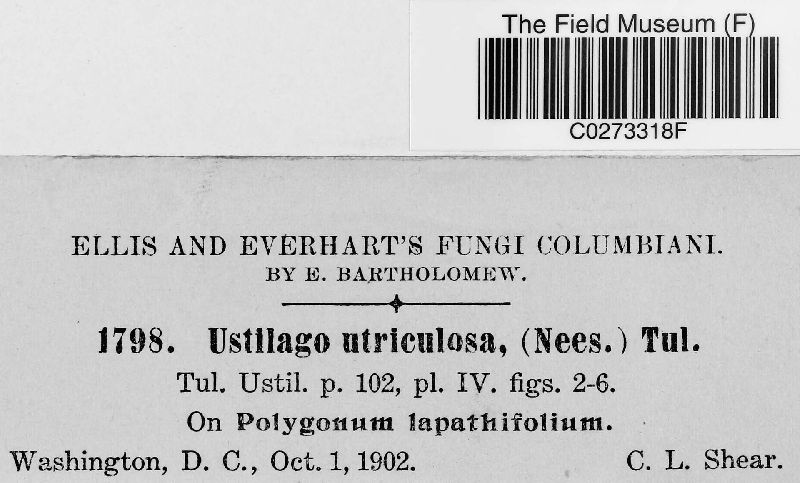 The Field Museum (F)
C0273318F
ELLIS AND EVERHART'S FUNGI COLUMBIANI.
BY E. BARTHOLOMEW.
1798. Ustilago utriculosa, (Nees.) Tul.
Tul. Ustil. p. 102, pl. IV. figs. 2-6.
On Polygonum lapathifolium.
Washington, D. C., Oct. 1, 1902. C. L. Shear.